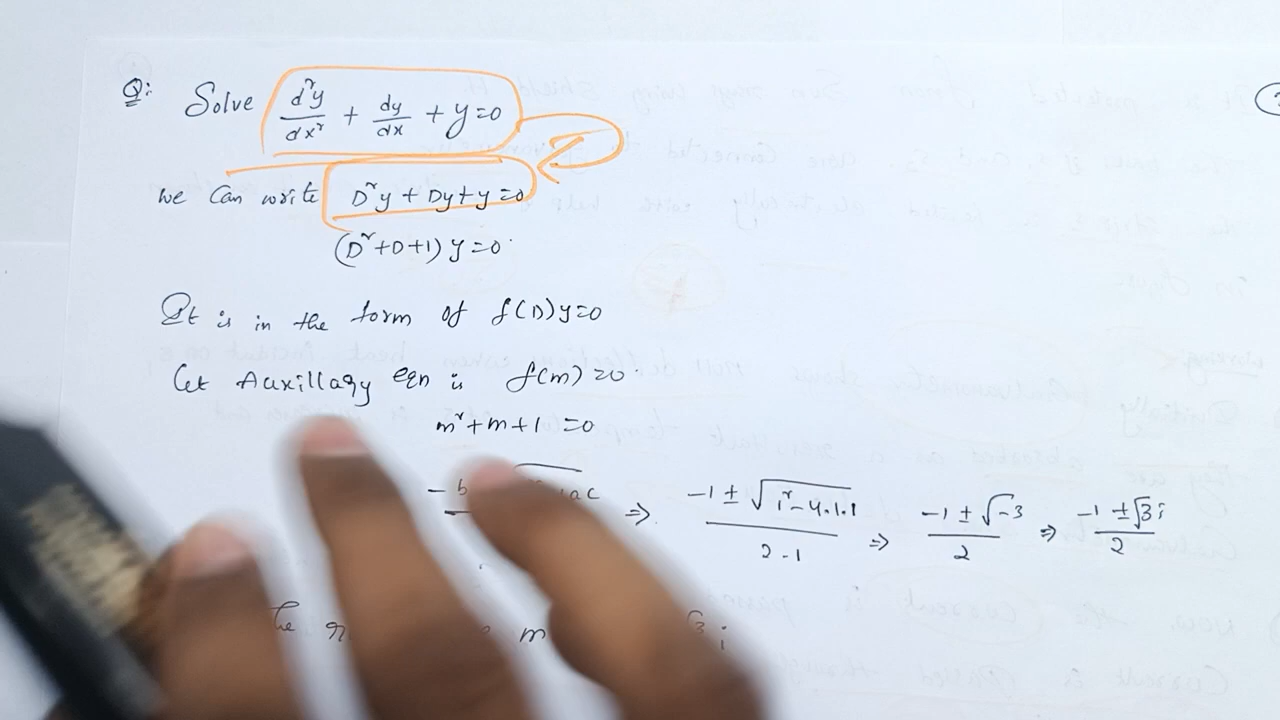 Q: Solve d²y/dx² + dy/dx + y = 0
we can write D²y + Dy + y = 0
(D² + D + 1) y = 0
It is in the form of f(D)y = 0
Let Auxillagy eqn is f(m) = 0
m² + m + 1 = 0
⇒ -1 ± √1² - 4.1.1 / 2.1 ⇒ -1 ± √-3 / 2 ⇒ -1 ± √3 i / 2
The m i